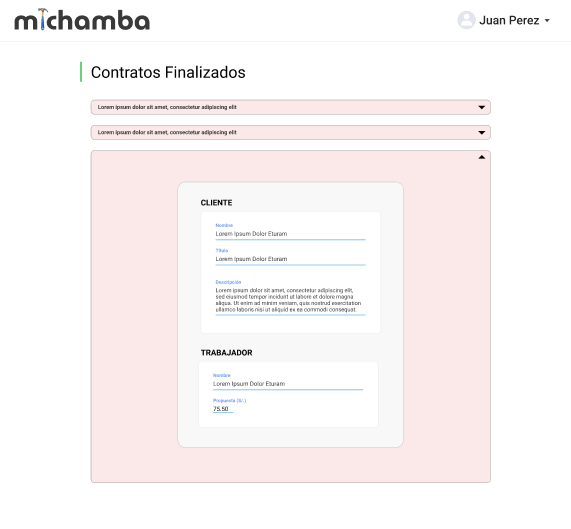 michamba
Juan Perez
Contratos Finalizados
Lorem ipsum dolor sit amet, consectetur adipiscing elit
Lorem ipsum dolor sit amet, consectetur adipiscing elit
CLIENTE
Nombre
Lorem Ipsum Dolor Eturam
Título
Lorem Ipsum Dolor Eturam
Descripción
Lorem ipsum dolor sit amet, consectetur adipiscing elit,
sed eiusmod tempor incidunt ut labore et dolore magna
aliqua. Ut enim ad minim veniam, quis nostrud exercitation
ullamco laboris nisi ut aliquid ex ea commodi consequat.
TRABAJADOR
Nombre
Lorem Ipsum Dolor Eturam
Propuesta (S/.)
75.50